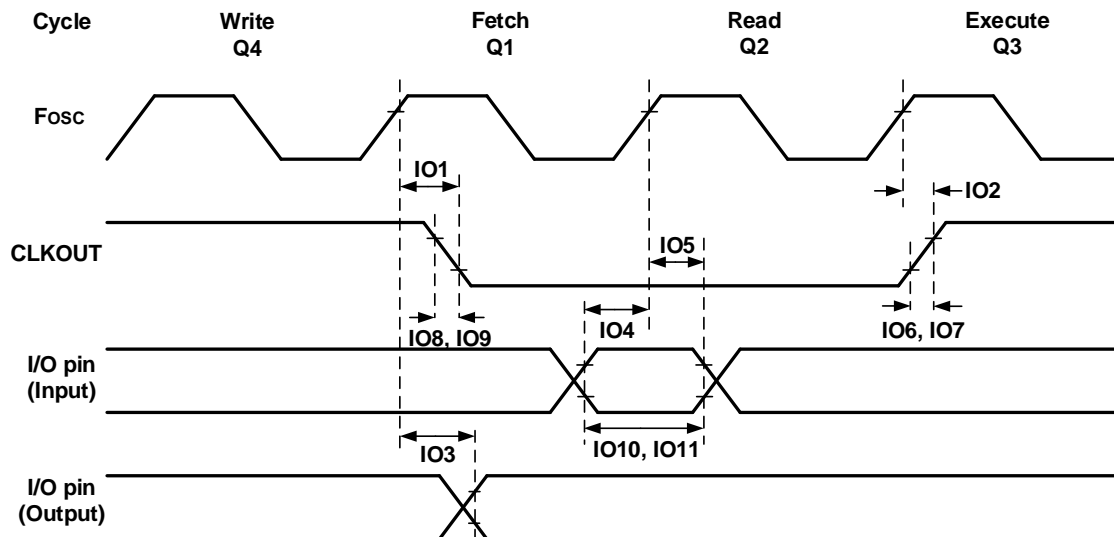 Cycle Write Fetch Read Execute
Q4 Q1 Q2 Q3
Fosc
IO1
IO2
CLKOUT
IO5
IO4
IO8, IO9
IO6, IO7
I/O pin
(Input)
IO10, IO11
IO3
I/O pin
(Output)